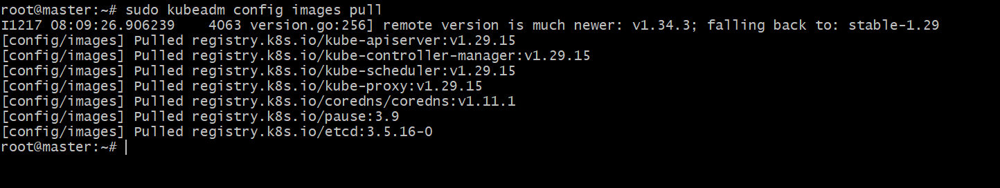 root@master:~# sudo kubeadm config images pull
I1217 08:09:26.906239    4063 version.go:256] remote version is much newer: v1.34.3; falling back to: stable-1.29
[config/images] Pulled registry.k8s.io/kube-apiserver:v1.29.15
[config/images] Pulled registry.k8s.io/kube-controller-manager:v1.29.15
[config/images] Pulled registry.k8s.io/kube-scheduler:v1.29.15
[config/images] Pulled registry.k8s.io/kube-proxy:v1.29.15
[config/images] Pulled registry.k8s.io/coredns/coredns:v1.11.1
[config/images] Pulled registry.k8s.io/pause:3.9
[config/images] Pulled registry.k8s.io/etcd:3.5.16-0
root@master:~#